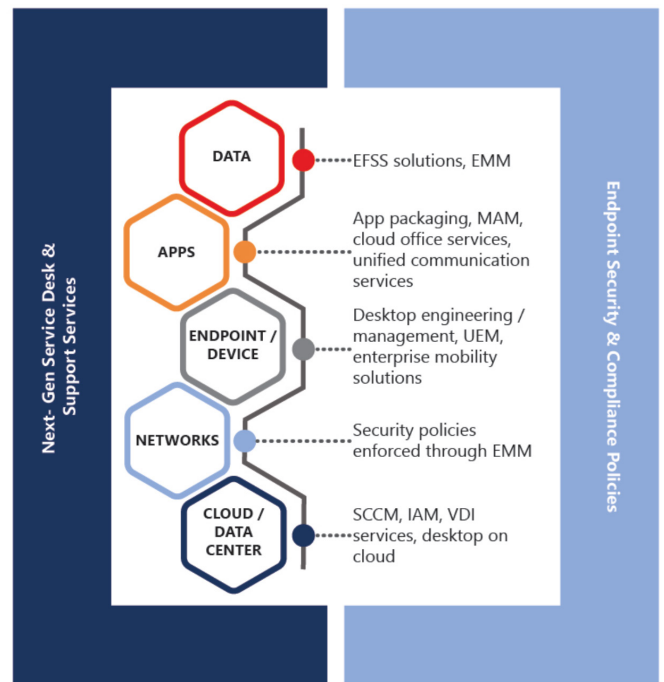 Next- Gen Service Desk &
Support Services
DATA
EFSS solutions, EMM
APPS
App packaging, MAM,
cloud office services,
unified communication
services
ENDPOINT /
DEVICE
Desktop engineering /
management, UEM,
enterprise mobility
solutions
NETWORKS
Security policies
enforced through EMM
CLOUD /
DATA
CENTER
SCCM, IAM, VDI
services, desktop on
cloud
Endpoint Security & Compliance Policies